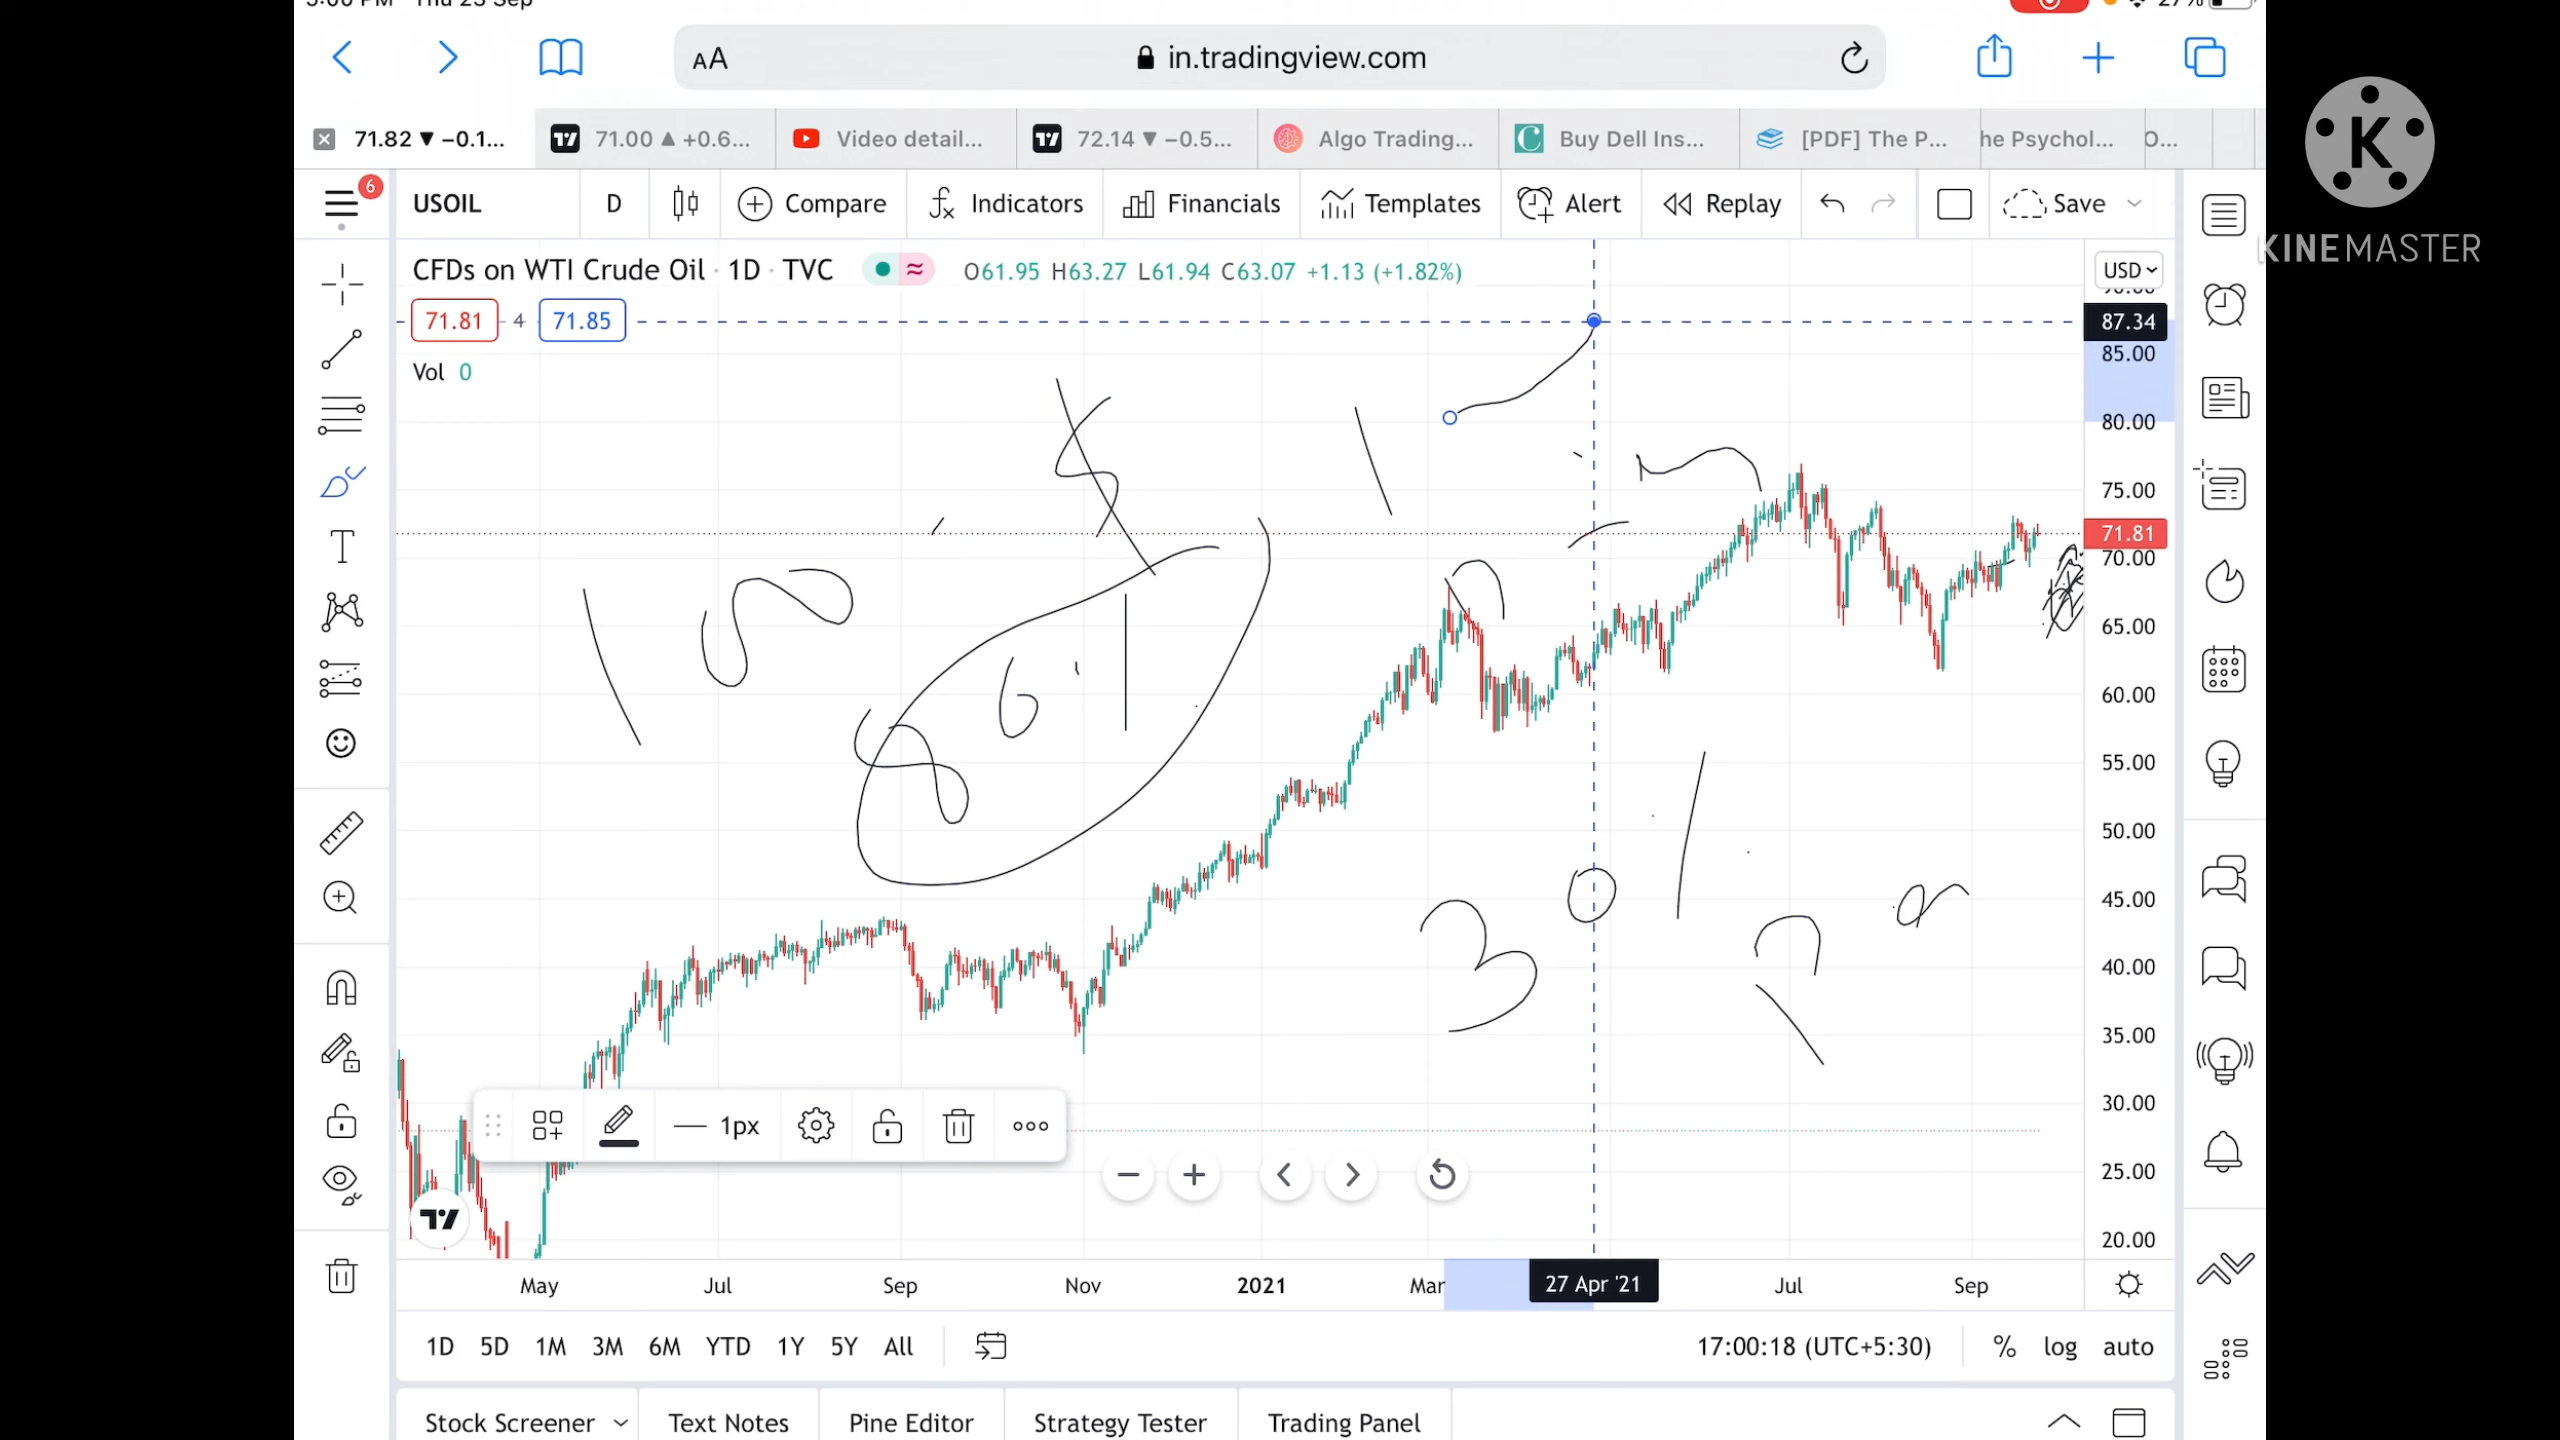 in.tradingview.com
AA
71.82 ▼ −0.1...
71.00 ▲ +0.6...
Video detail...
72.14 ▼ −0.5...
Algo Trading...
Buy Dell Ins...
[PDF] The P...
he Psychol...
O...
KINEMASTER
6
USOIL
D
Compare
Indicators
Financials
Templates
Alert
Replay
Save
CFDs on WTI Crude Oil · 1D · TVC
O61.95 H63.27 L61.94 C63.07 +1.13 (+1.82%)
USD
71.81
4
71.85
87.34
85.00
Vol 0
80.00
75.00
71.81
70.00
65.00
60.00
55.00
50.00
45.00
40.00
35.00
30.00
25.00
20.00
1px
May
Jul
Sep
Nov
2021
Mar
27 Apr '21
Jul
Sep
1D
5D
1M
3M
6M
YTD
1Y
5Y
All
17:00:18 (UTC+5:30)
%
log
auto
Stock Screener
Text Notes
Pine Editor
Strategy Tester
Trading Panel